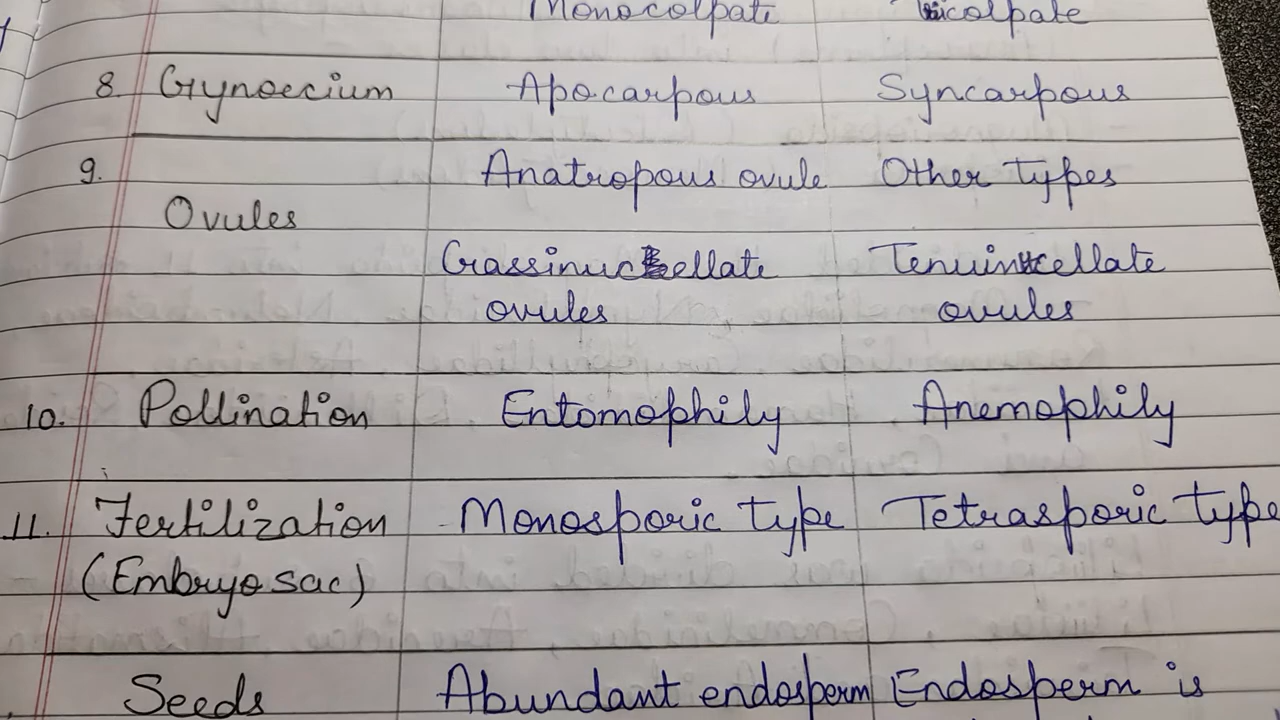 Monocolpate Tricolpate
8. Gynoecium Apocarpous Syncarpous
9. Anatropous ovule Other types
Ovules
Crassinucellate Tenuinucellate
ovules ovules
10. Pollination Entomophily Anemophily
11. Fertilization Monosporic type Tetrasporic type
(Embryo sac)
Seeds Abundant endosperm Endosperm is